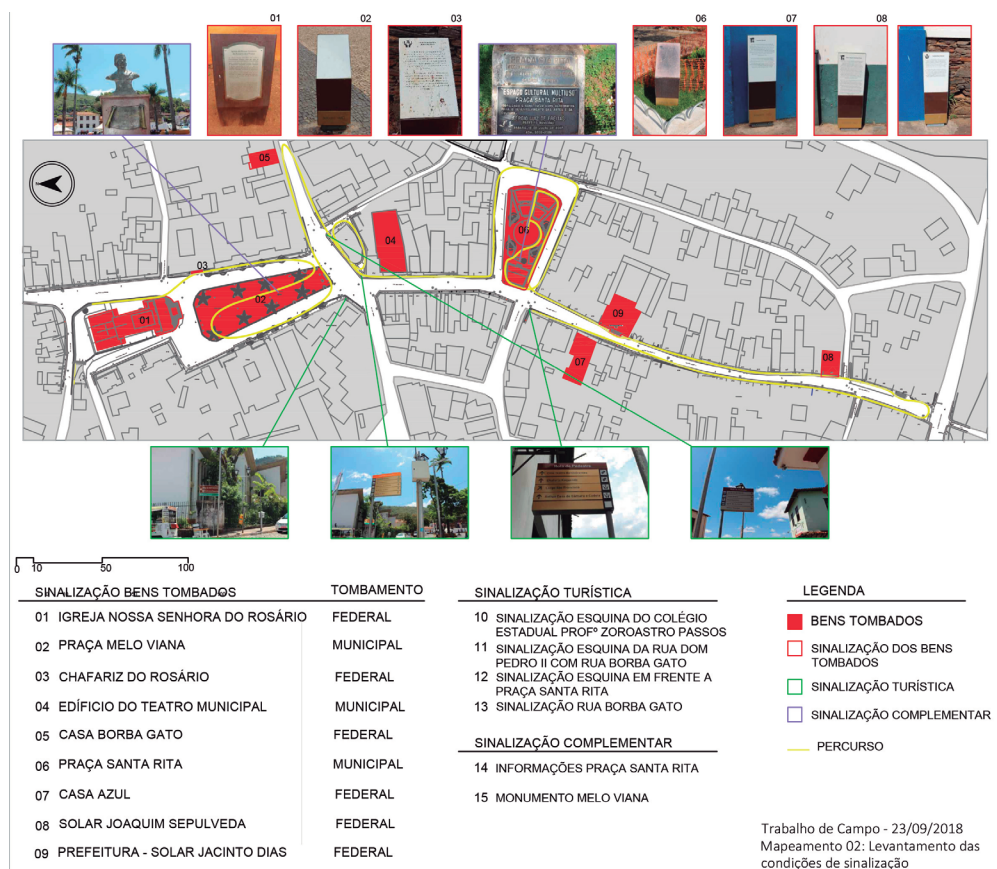 01
02
03
06
07
08
ESPAÇO CULTURAL MULTIUSO
PRAÇA SANTA RITA
05
04
03
06
02
01
09
07
08
0 10 50 100
SINALIZAÇÃO BENS TOMBADOS
TOMBAMENTO
01 IGREJA NOSSA SENHORA DO ROSÁRIO FEDERAL
02 PRAÇA MELO VIANA MUNICIPAL
03 CHAFARIZ DO ROSÁRIO FEDERAL
04 EDÍFICIO DO TEATRO MUNICIPAL MUNICIPAL
05 CASA BORBA GATO FEDERAL
06 PRAÇA SANTA RITA MUNICIPAL
07 CASA AZUL FEDERAL
08 SOLAR JOAQUIM SEPULVEDA FEDERAL
09 PREFEITURA - SOLAR JACINTO DIAS FEDERAL
SINALIZAÇÃO TURÍSTICA
10 SINALIZAÇÃO ESQUINA DO COLÉGIO
ESTADUAL PROFº ZOROASTRO PASSOS
11 SINALIZAÇÃO ESQUINA DA RUA DOM
PEDRO II COM RUA BORBA GATO
12 SINALIZAÇÃO ESQUINA EM FRENTE A
PRAÇA SANTA RITA
13 SINALIZAÇÃO RUA BORBA GATO
SINALIZAÇÃO COMPLEMENTAR
14 INFORMAÇÕES PRAÇA SANTA RITA
15 MONUMENTO MELO VIANA
LEGENDA
BENS TOMBADOS
SINALIZAÇÃO DOS BENS
TOMBADOS
SINALIZAÇÃO TURÍSTICA
SINALIZAÇÃO COMPLEMENTAR
PERCURSO
Trabalho de Campo - 23/09/2018
Mapeamento 02: Levantamento das
condições de sinalização